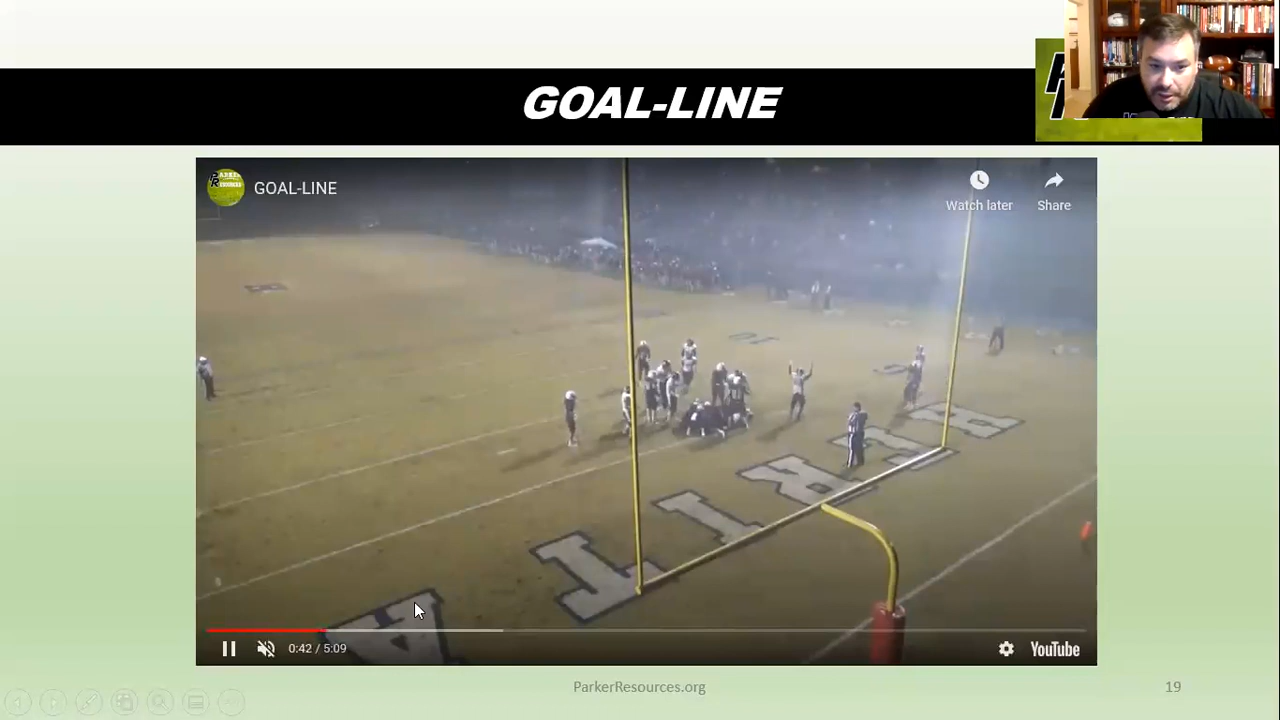 GOAL-LINE
GOAL-LINE
Watch later
Share
0:42 / 5:09
YouTube
ParkerResources.org
19